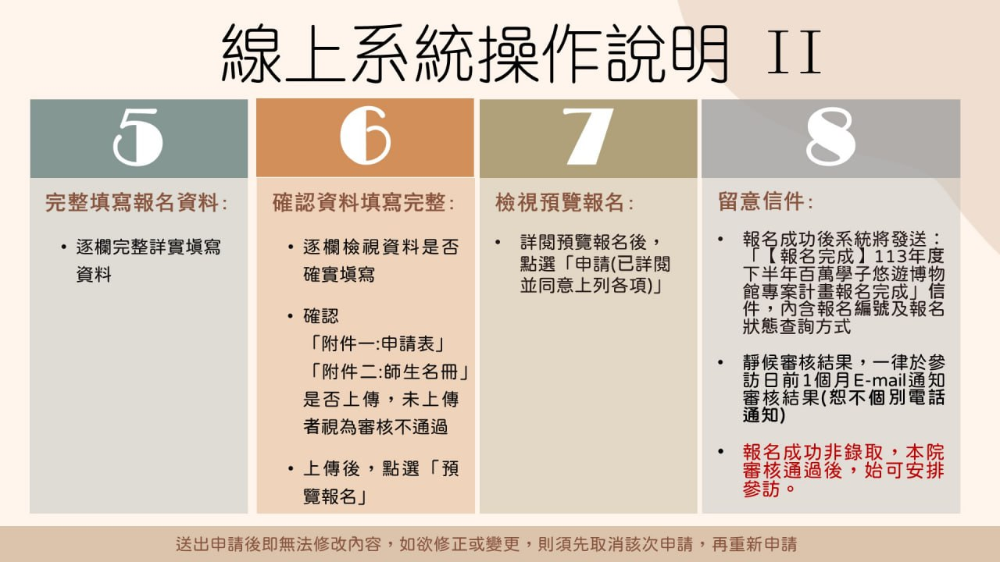 線上系統操作說明 II
5
完整填寫報名資料:
• 逐欄完整詳實塡寫
資料
6
確認資料填寫完整:
• 逐欄檢視資料是否
確實塡寫
• 確認
「附件一:申請表」
「附件二:師生名冊」
是否上傳，未上傳
者視為審核不通過
• 上傳後，點選「預
覽報名」
7
檢視預覽報名:
• 詳閱預覽報名後，
點選「申請(已詳閱
並同意上列各項)」
8
留意信件:
• 報名成功後系統將發送：
「【報名完成】113年度
下半年百萬學子悠遊博物
館專案計畫報名完成」信
件，內含報名編號及報名
狀態查詢方式
• 靜候審核結果，一律於參
訪日前1個月E-mail通知
審核結果(恕不個別電話
通知)
• 報名成功非錄取，本院
審核通過後，始可安排
參訪。
送出申請後即無法修改內容，如欲修正或變更，則須先取消該次申請，再重新申請